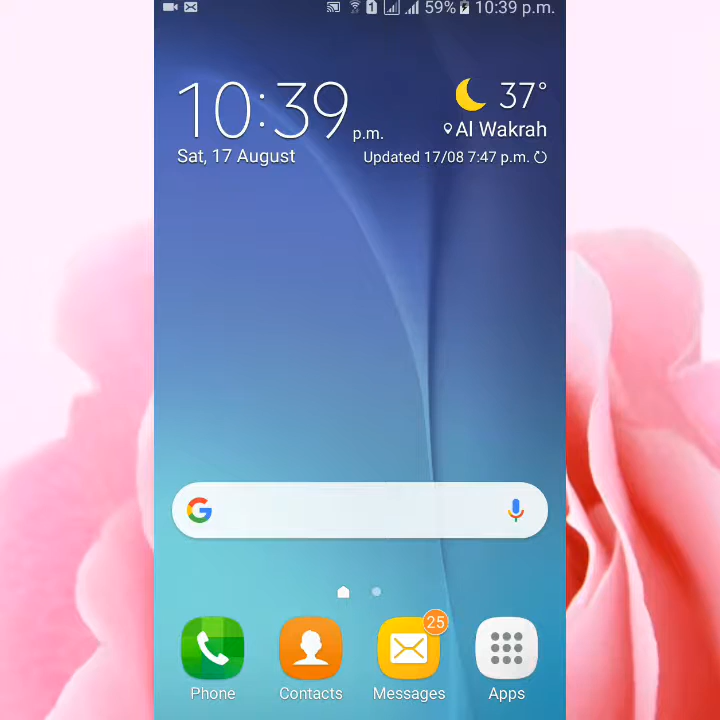 1 59% 10:39 p.m.
10:39 p.m.
37°
Al Wakrah
Sat, 17 August
Updated 17/08 7:47 p.m.
G
25
Phone Contacts Messages Apps